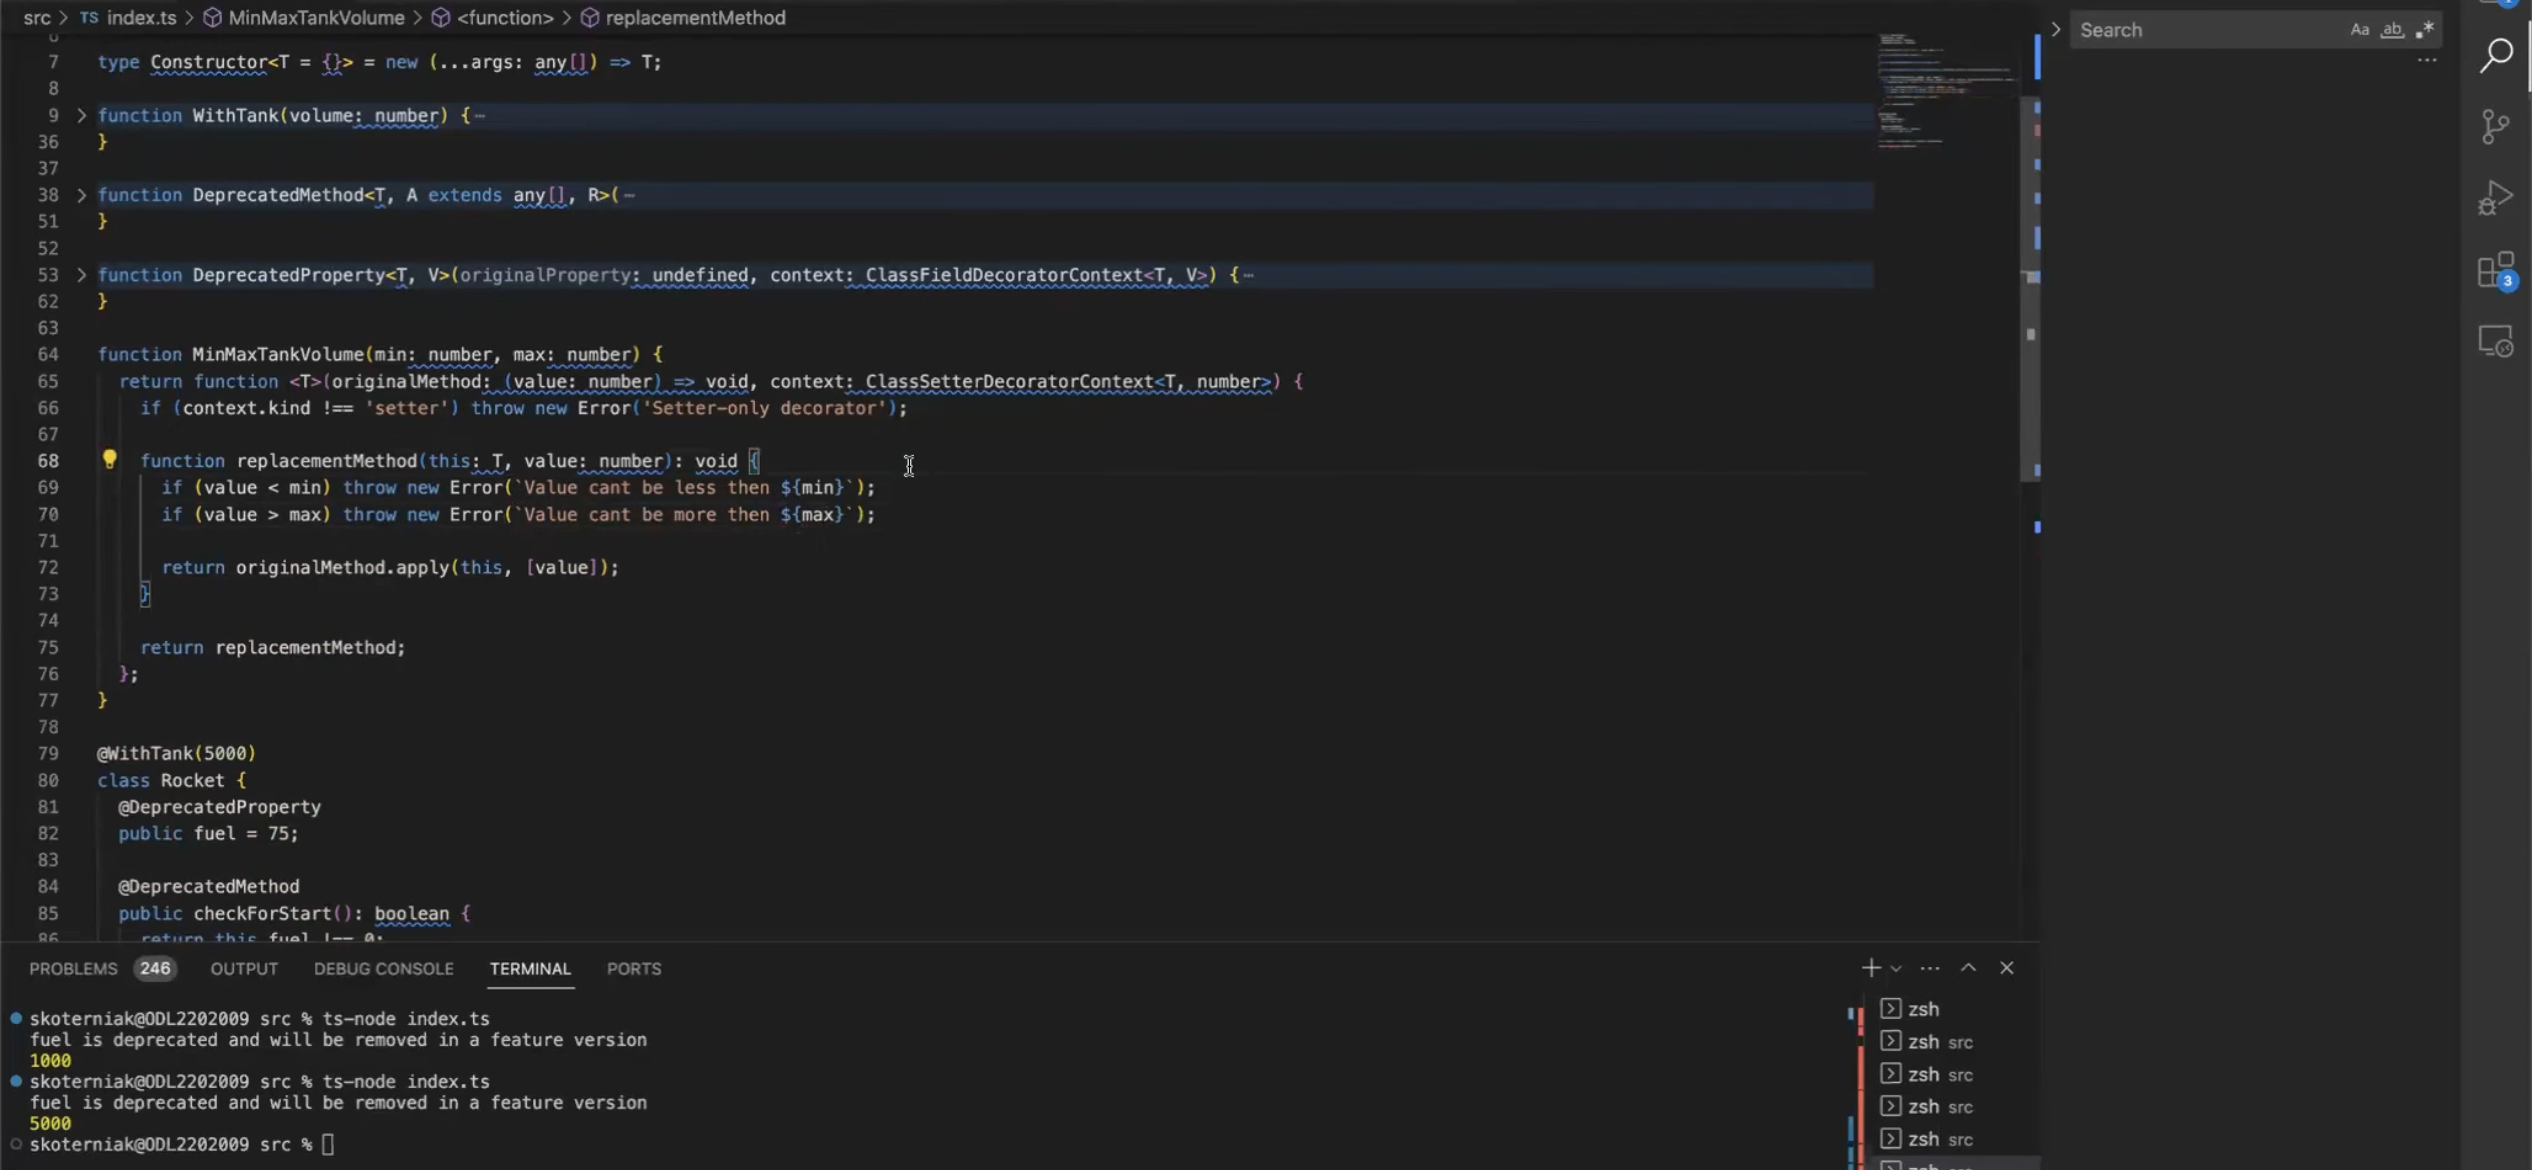 src > TS index.ts > MinMaxTankVolume > <function> > replacementMethod
Search
Aa ab .*
6
7 type Constructor<T = {}> = new (...args: any[]) => T;
8
9 function WithTank(volume: number) {…
36 }
37
38 function DeprecatedMethod<T, A extends any[], R>(…
51 }
52
53 function DeprecatedProperty<T, V>(originalProperty: undefined, context: ClassFieldDecoratorContext<T, V>) {…
62 }
63
64 function MinMaxTankVolume(min: number, max: number) {
65 return function <T>(originalMethod: (value: number) => void, context: ClassSetterDecoratorContext<T, number>) {
66 if (context.kind !== 'setter') throw new Error('Setter-only decorator');
67
68 function replacementMethod(this: T, value: number): void {
69 if (value < min) throw new Error(`Value cant be less then ${min}`);
70 if (value > max) throw new Error(`Value cant be more then ${max}`);
71
72 return originalMethod.apply(this, [value]);
73 }
74
75 return replacementMethod;
76 };
77 }
78
79 @WithTank(5000)
80 class Rocket {
81 @DeprecatedProperty
82 public fuel = 75;
83
84 @DeprecatedMethod
85 public checkForStart(): boolean {
86 return this.fuel !== 0;
3
PROBLEMS 246 OUTPUT DEBUG CONSOLE TERMINAL PORTS
skoterniak@ODL2202009 src % ts-node index.ts
fuel is deprecated and will be removed in a feature version
1000
skoterniak@ODL2202009 src % ts-node index.ts
fuel is deprecated and will be removed in a feature version
5000
skoterniak@ODL2202009 src %
zsh
zsh src
zsh src
zsh src
zsh src